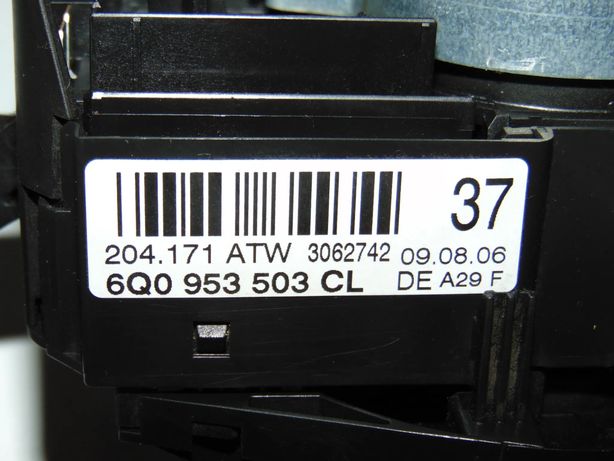 37
204.171 ATW 3062742 09.08.06
6Q0 953 503 CL DE A29 F